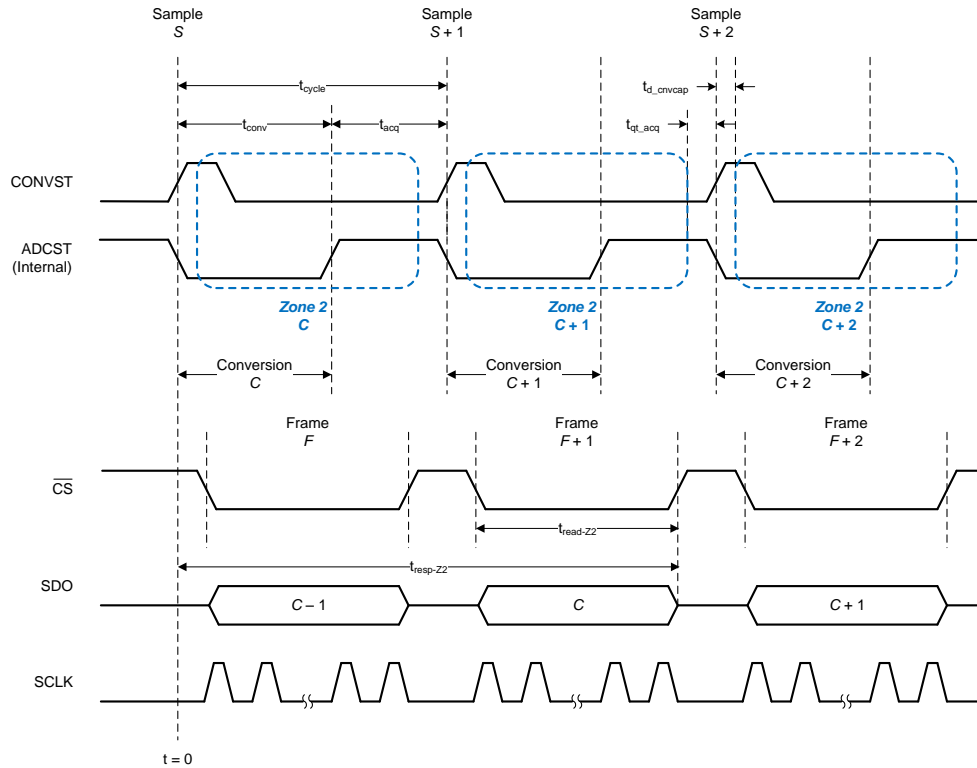 Sample
S
Sample
S + 1
Sample
S + 2
tcycle
td_cnvcap
tconv
tacq
tqt_acq
CONVST
ADCST
(Internal)
Zone 2
C
Zone 2
C + 1
Zone 2
C + 2
Conversion
C
Conversion
C + 1
Conversion
C + 2
Frame
F
Frame
F + 1
Frame
F + 2
CS
tread-Z2
tresp-Z2
SDO
C – 1
C
C + 1
SCLK
t = 0